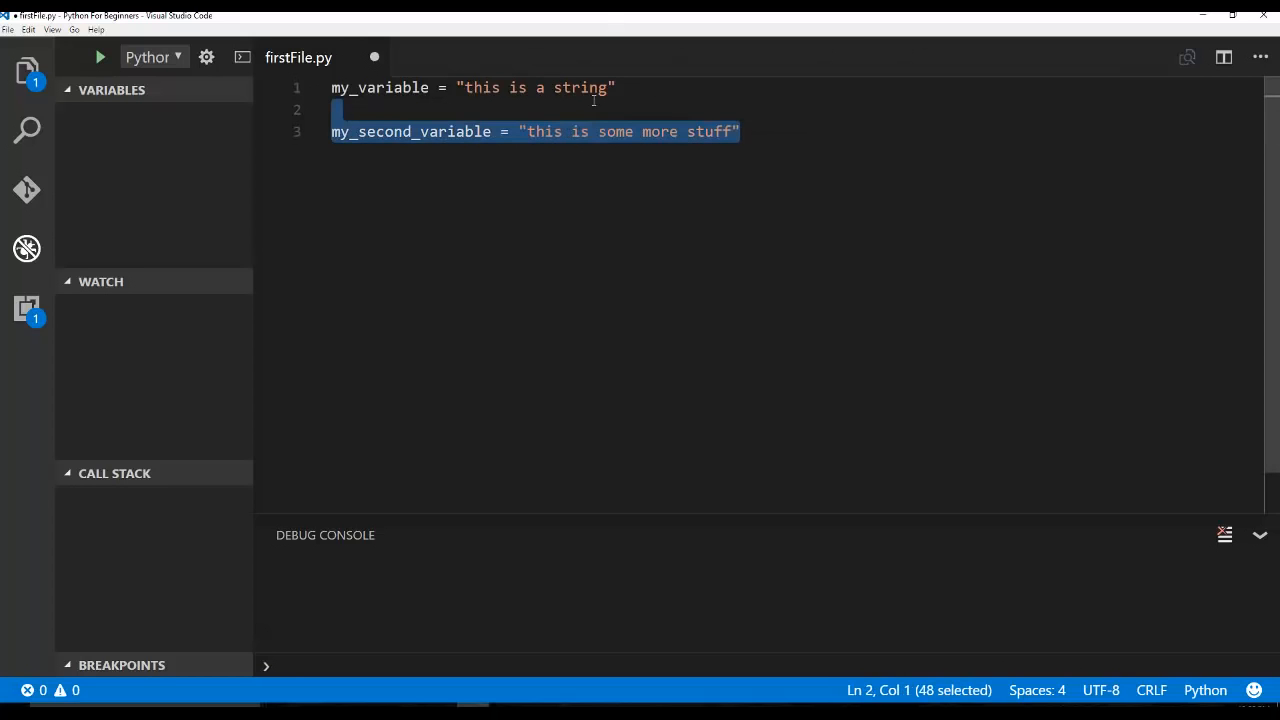 ● firstFile.py - Python For Beginners - Visual Studio Code
File Edit View Go Help
Python firstFile.py
VARIABLES
1 my_variable = "this is a string"
2
3 my_second_variable = "this is some more stuff"
1
WATCH
1
CALL STACK
DEBUG CONSOLE
BREAKPOINTS
0 0 Ln 2, Col 1 (48 selected) Spaces: 4 UTF-8 CRLF Python